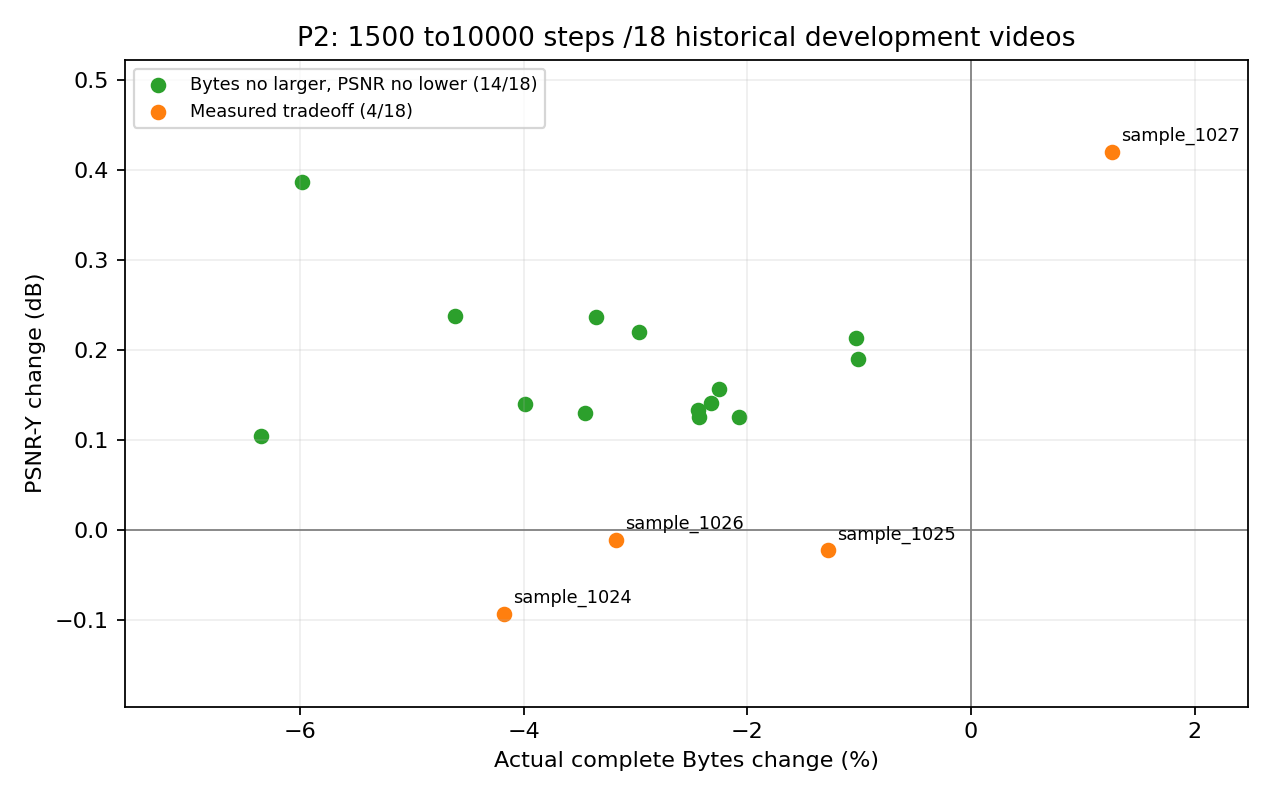 P2: 1500 to10000 steps /18 historical development videos
Bytes no larger, PSNR no lower (14/18)
Measured tradeoff (4/18)
sample_1027
sample_1026
sample_1025
sample_1024
PSNR-Y change (dB)
0.5
0.4
0.3
0.2
0.1
0.0
−0.1
−6
−4
−2
0
2
Actual complete Bytes change (%)